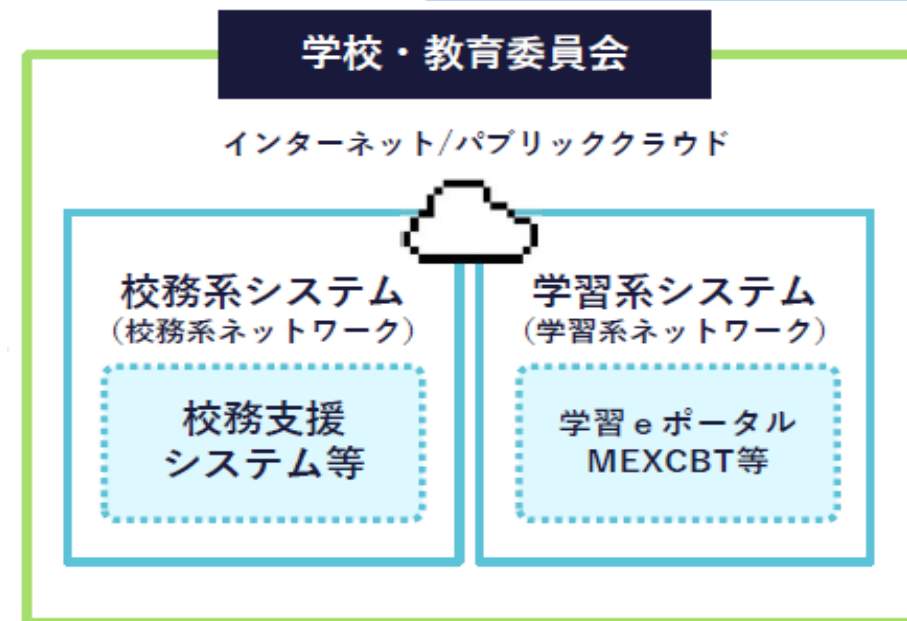 学校・教育委員会
インターネット/パブリッククラウド
校務系システム
(校務系ネットワーク)
校務支援
システム等
学習系システム
(学習系ネットワーク)
学習eポータル
MEXCBT等